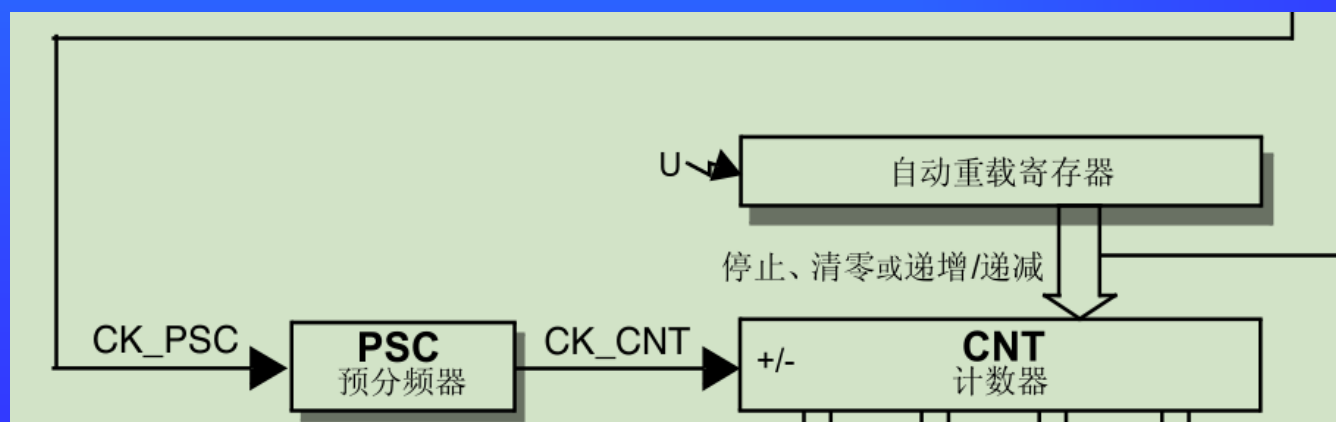 U
自动重载寄存器
停止、清零或递增/递减
CK_PSC
PSC
预分频器
CK_CNT
+/-
CNT
计数器